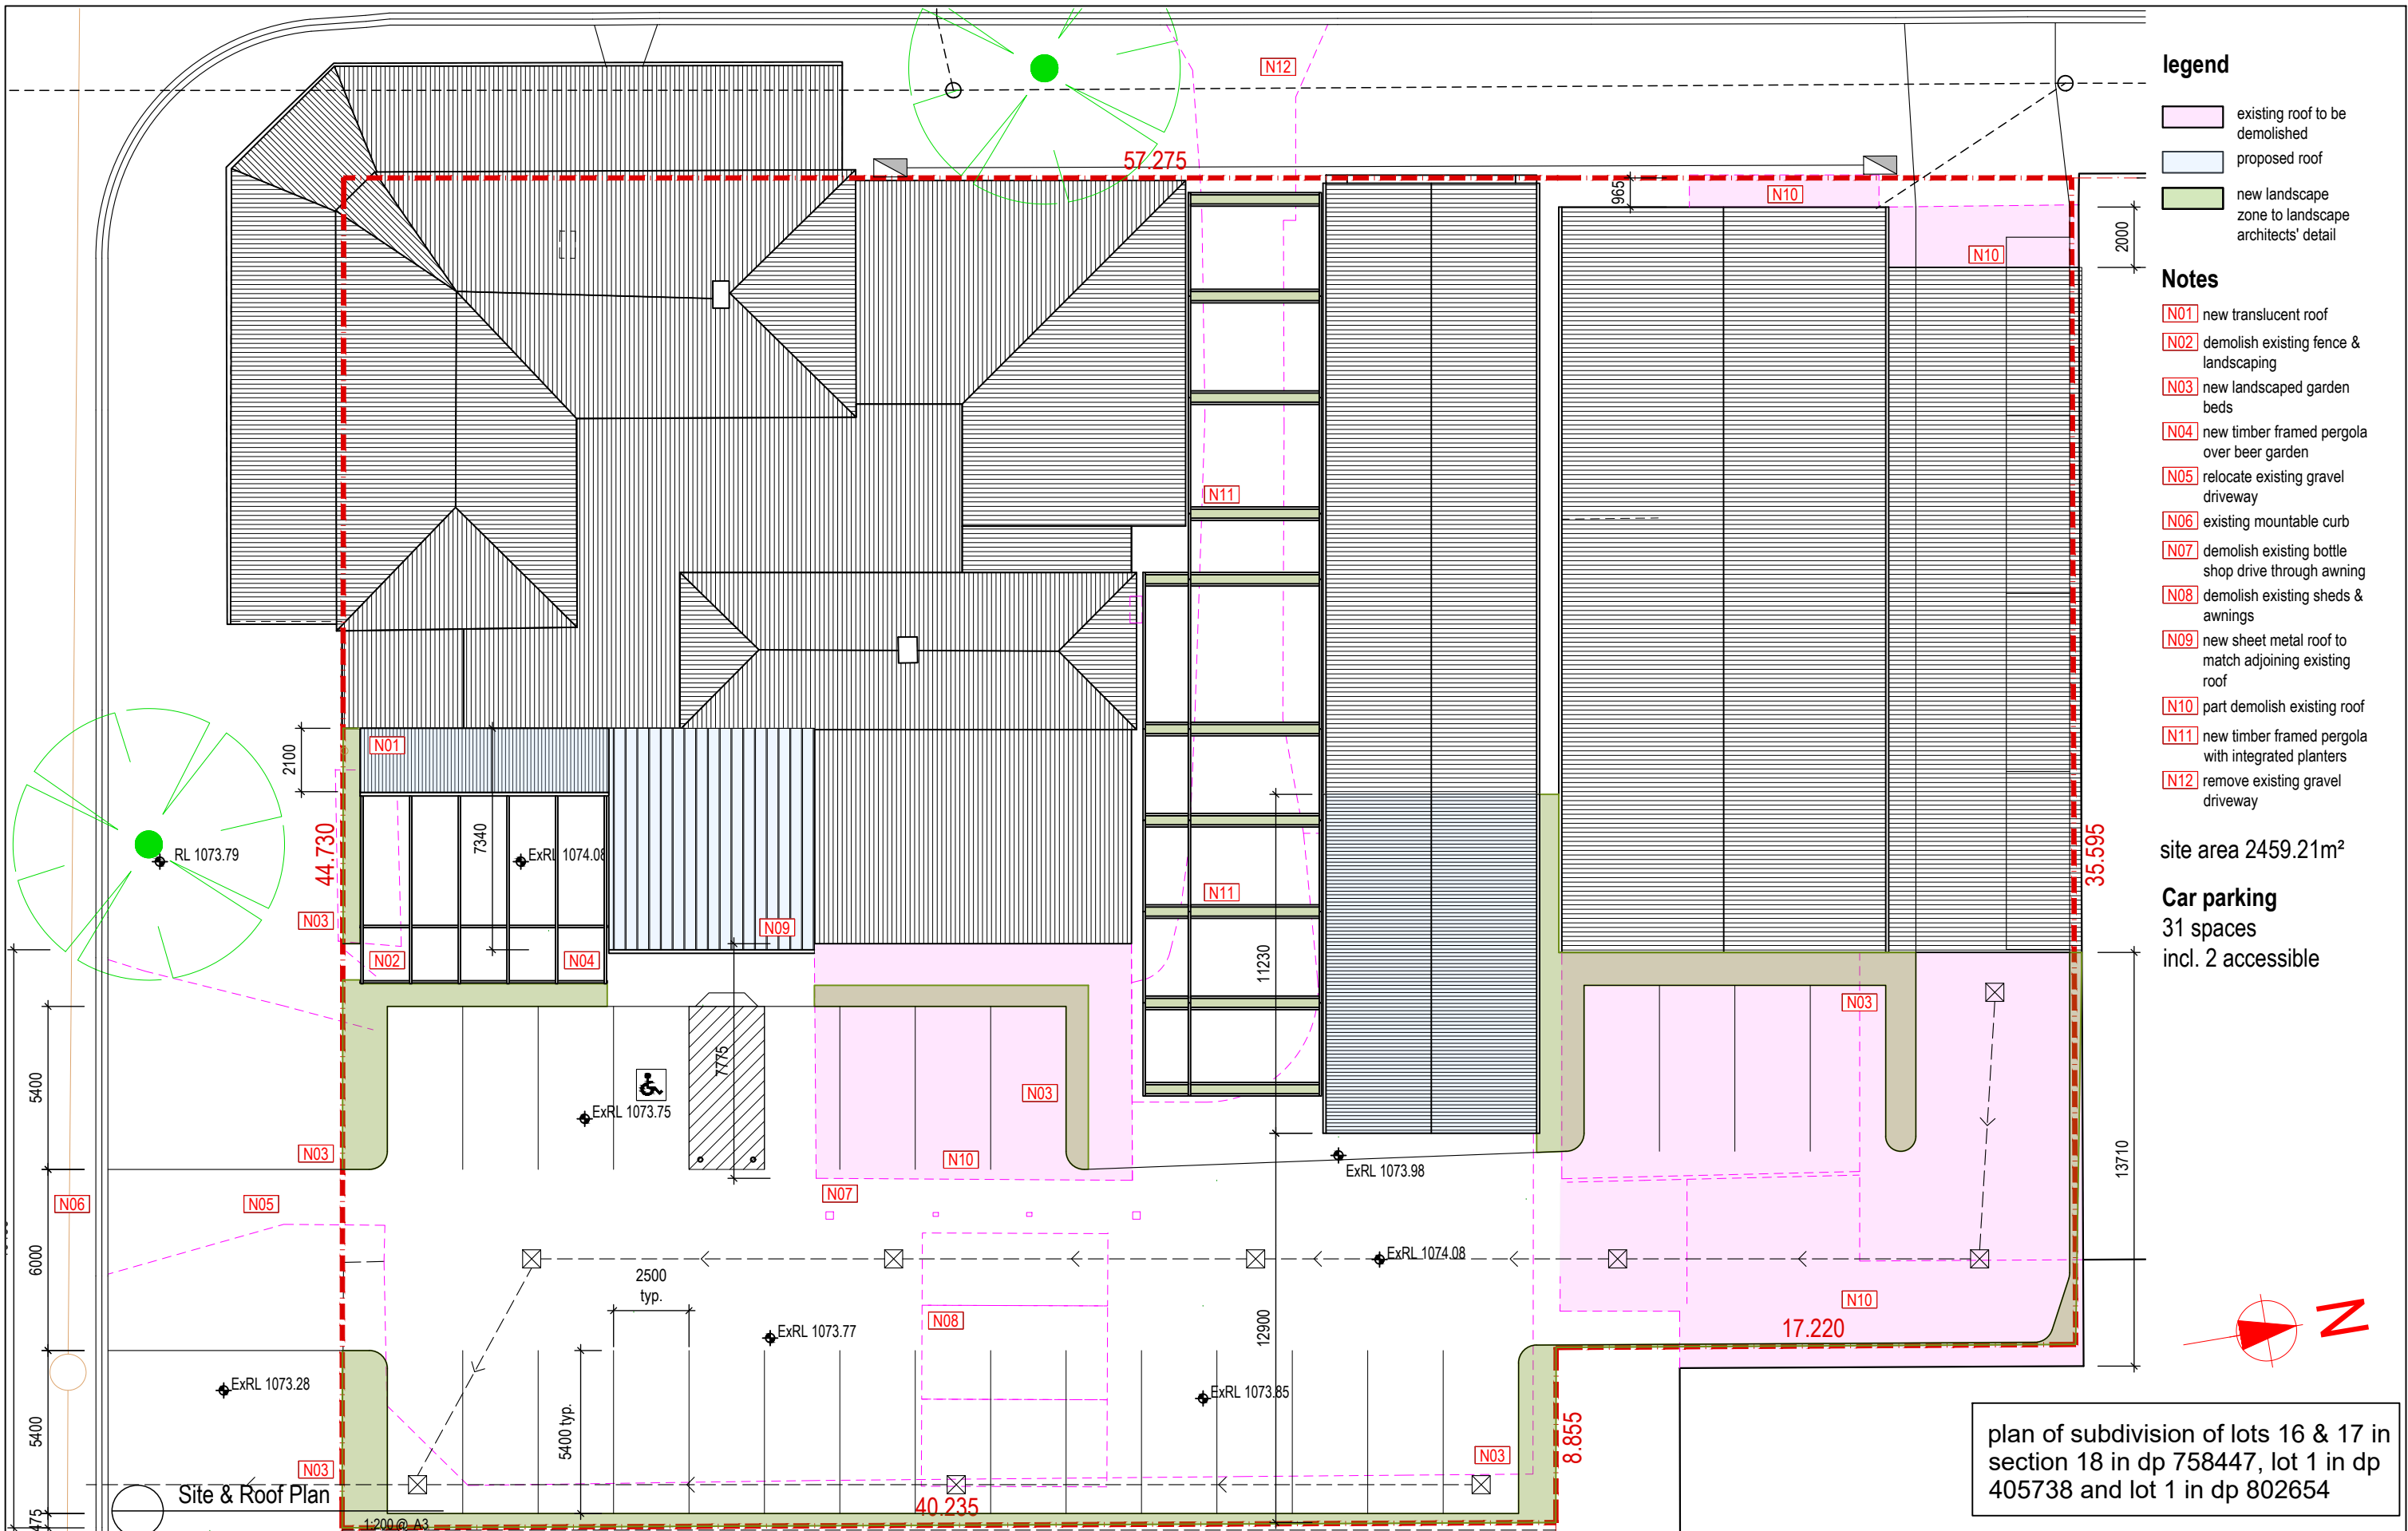 N12
57.275
965
N10
2000
N10
N11
N01
2100
7340
44.730
RL 1073.79
ExRL 1074.08
N03
N02
N04
N09
N11
11230
35.595
N03
5400
7775
ExRL 1073.75
N03
N03
N10
N07
ExRL 1073.98
13710
N06
N05
6000
ExRL 1074.08
2500
typ.
N08
ExRL 1073.77
12900
N10
17.220
ExRL 1073.28
ExRL 1073.85
5400
5400 typ.
8.855
N03
N03
475
Site & Roof Plan
1:200 @ A3
40.235
legend
existing roof to be
demolished
proposed roof
new landscape
zone to landscape
architects' detail
Notes
N01 new translucent roof
N02 demolish existing fence &
landscaping
N03 new landscaped garden
beds
N04 new timber framed pergola
over beer garden
N05 relocate existing gravel
driveway
N06 existing mountable curb
N07 demolish existing bottle
shop drive through awning
N08 demolish existing sheds &
awnings
N09 new sheet metal roof to
match adjoining existing
roof
N10 part demolish existing roof
N11 new timber framed pergola
with integrated planters
N12 remove existing gravel
driveway
site area 2459.21m²
Car parking
31 spaces
incl. 2 accessible
N
plan of subdivision of lots 16 & 17 in
section 18 in dp 758447, lot 1 in dp
405738 and lot 1 in dp 802654